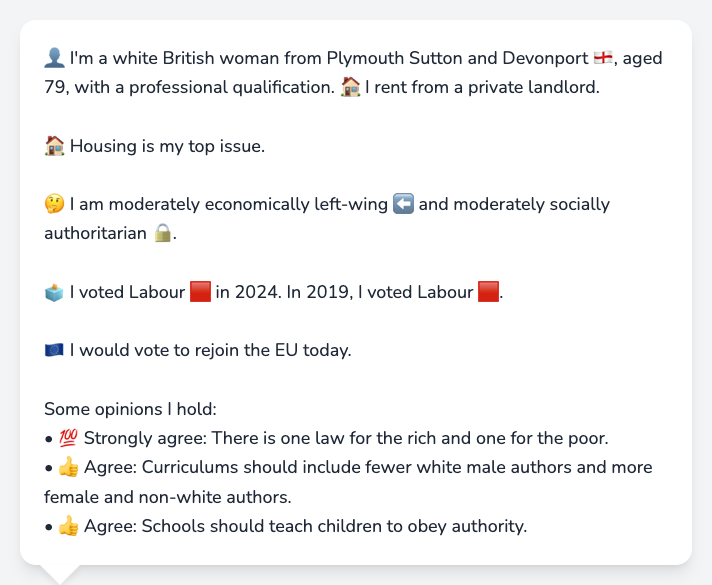 👤 I'm a white British woman from Plymouth Sutton and Devonport 🏴󠁧󠁢󠁥󠁮󠁧󠁿, aged
79, with a professional qualification. 🏠 I rent from a private landlord.
🏠 Housing is my top issue.
🤔 I am moderately economically left-wing ⬅️ and moderately socially
authoritarian 🔒.
🗳️ I voted Labour 🟥 in 2024. In 2019, I voted Labour 🟥.
🇪🇺 I would vote to rejoin the EU today.
Some opinions I hold:
• 💯 Strongly agree: There is one law for the rich and one for the poor.
• 👍 Agree: Curriculums should include fewer white male authors and more
female and non-white authors.
• 👍 Agree: Schools should teach children to obey authority.